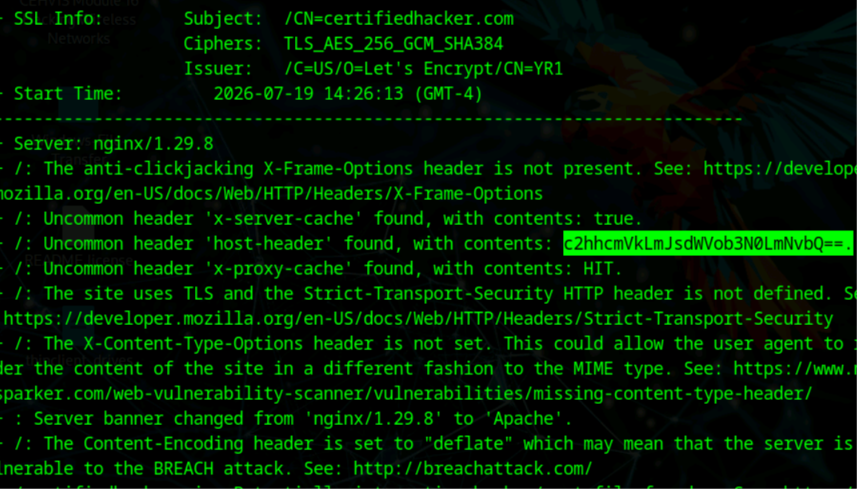 + SSL Info: Subject: /CN=certifiedhacker.com
Ciphers: TLS_AES_256_GCM_SHA384
Issuer: /C=US/O=Let's Encrypt/CN=YR1
+ Start Time: 2026-07-19 14:26:13 (GMT-4)
---------------------------------------------------------------------------
+ Server: nginx/1.29.8
+ /: The anti-clickjacking X-Frame-Options header is not present. See: https://develope
mozilla.org/en-US/docs/Web/HTTP/Headers/X-Frame-Options
+ /: Uncommon header 'x-server-cache' found, with contents: true.
+ /: Uncommon header 'host-header' found, with contents: c2hhcmVkLmJsdWVob3N0LmNvbQ==.
+ /: Uncommon header 'x-proxy-cache' found, with contents: HIT.
+ /: The site uses TLS and the Strict-Transport-Security HTTP header is not defined. Se
https://developer.mozilla.org/en-US/docs/Web/HTTP/Headers/Strict-Transport-Security
+ /: The X-Content-Type-Options header is not set. This could allow the user agent to
der the content of the site in a different fashion to the MIME type. See: https://www.
sparker.com/web-vulnerability-scanner/vulnerabilities/missing-content-type-header/
+ : Server banner changed from 'nginx/1.29.8' to 'Apache'.
+ /: The Content-Encoding header is set to "deflate" which may mean that the server is
lnerable to the BREACH attack. See: http://breachattack.com/